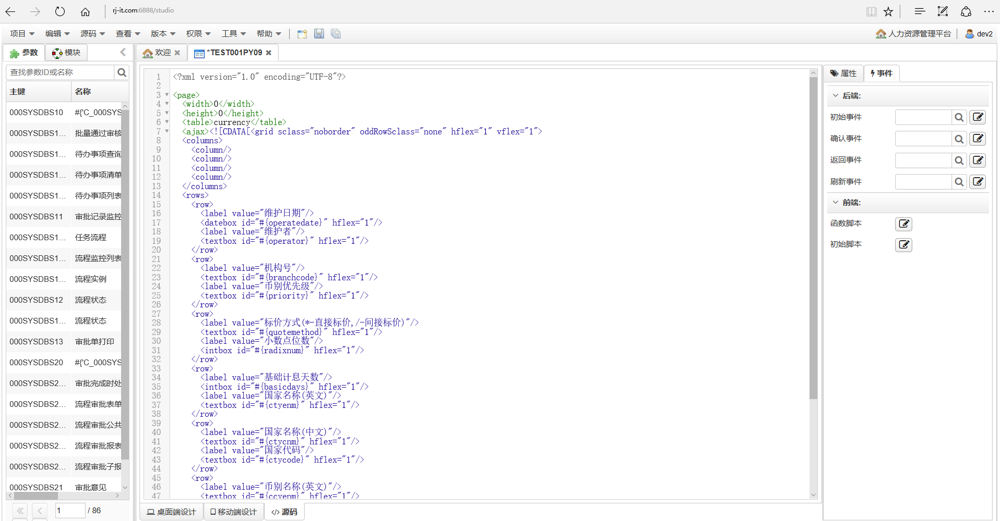 rj-it.com:6888/studio
项目 编辑 源码 查看 版本 权限 工具 帮助 人力资源管理平台 dev2
参数 模块 欢迎 *TEST001PY09
查找参数ID或名称
主键 名称
000SYSDBS10 #{'C_000SYS
000SYSDBS1... 批量通过审核
000SYSDBS1... 待办事项查询
000SYSDBS1... 待办事项清单
000SYSDBS1... 待办事项列表
000SYSDBS11 审批记录监控
000SYSDBS1... 任务流程
000SYSDBS1... 流程监控列表
000SYSDBS1... 流程实例
000SYSDBS12 流程状态
000SYSDBS1... 流程状态
000SYSDBS13 审批单打印
000SYSDBS20 #{'C_000SYS
000SYSDBS2... 审批完成时处
000SYSDBS2... 流程审批表单
000SYSDBS2... 流程审批公共
000SYSDBS2... 流程审批报表
000SYSDBS2... 流程审批子报
000SYSDBS21 审批意见
1 / 86
1 <?xml version="1.0" encoding="UTF-8"?>
2
3 <page>
4 <width>0</width>
5 <height>0</height>
6 <table>currency</table>
7 <ajax><![CDATA[<grid sclass="noborder" oddRowSclass="none" hflex="1" vflex="1">
8 <columns>
9 <column/>
10 <column/>
11 <column/>
12 <column/>
13 </columns>
14 <rows>
15 <row>
16 <label value="维护日期"/>
17 <datebox id="#{operatedate}" hflex="1"/>
18 <label value="维护者"/>
19 <textbox id="#{operator}" hflex="1"/>
20 </row>
21 <row>
22 <label value="机构号"/>
23 <textbox id="#{branchcode}" hflex="1"/>
24 <label value="币别优先级"/>
25 <textbox id="#{priority}" hflex="1"/>
26 </row>
27 <row>
28 <label value="标价方式(*-直接标价,/-间接标价)"/>
29 <textbox id="#{quotemethod}" hflex="1"/>
30 <label value="小数点位数"/>
31 <intbox id="#{radixnum}" hflex="1"/>
32 </row>
33 <row>
34 <label value="基础计息天数"/>
35 <intbox id="#{basicdays}" hflex="1"/>
36 <label value="国家名称(英文)"/>
37 <textbox id="#{ctyenm}" hflex="1"/>
38 </row>
39 <row>
40 <label value="国家名称(中文)"/>
41 <textbox id="#{ctycnm}" hflex="1"/>
42 <label value="国家代码"/>
43 <textbox id="#{ctycode}" hflex="1"/>
44 </row>
45 <row>
46 <label value="币别名称(英文)"/>
47 <textbox id="#{ccyenm}" hflex="1"/>
桌面端设计 移动端设计 </> 源码
属性 事件
后端:
初始事件
确认事件
返回事件
刷新事件
前端:
函数脚本
初始脚本